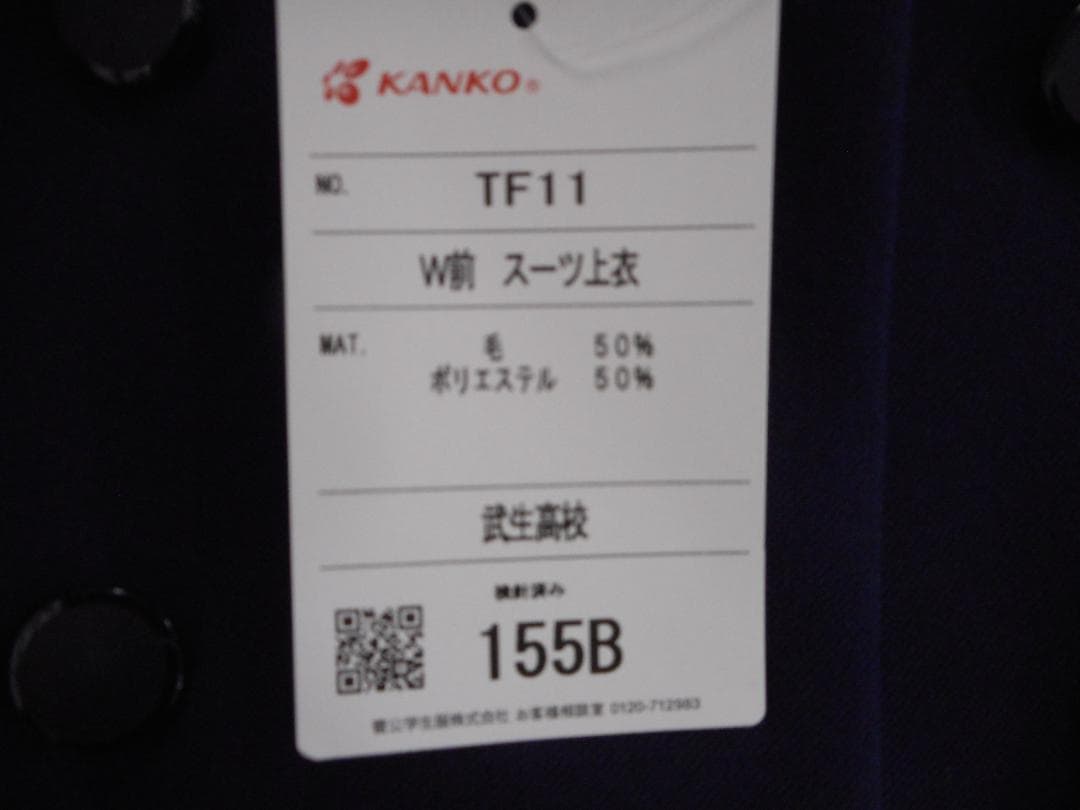 KANKO®
NO. TF11
W前 スーツ上衣
MAT. 毛 50%
ポリエステル 50%
武生高校
検針済み
155B
菅公学生服株式会社 お客様相談室 0120-712983